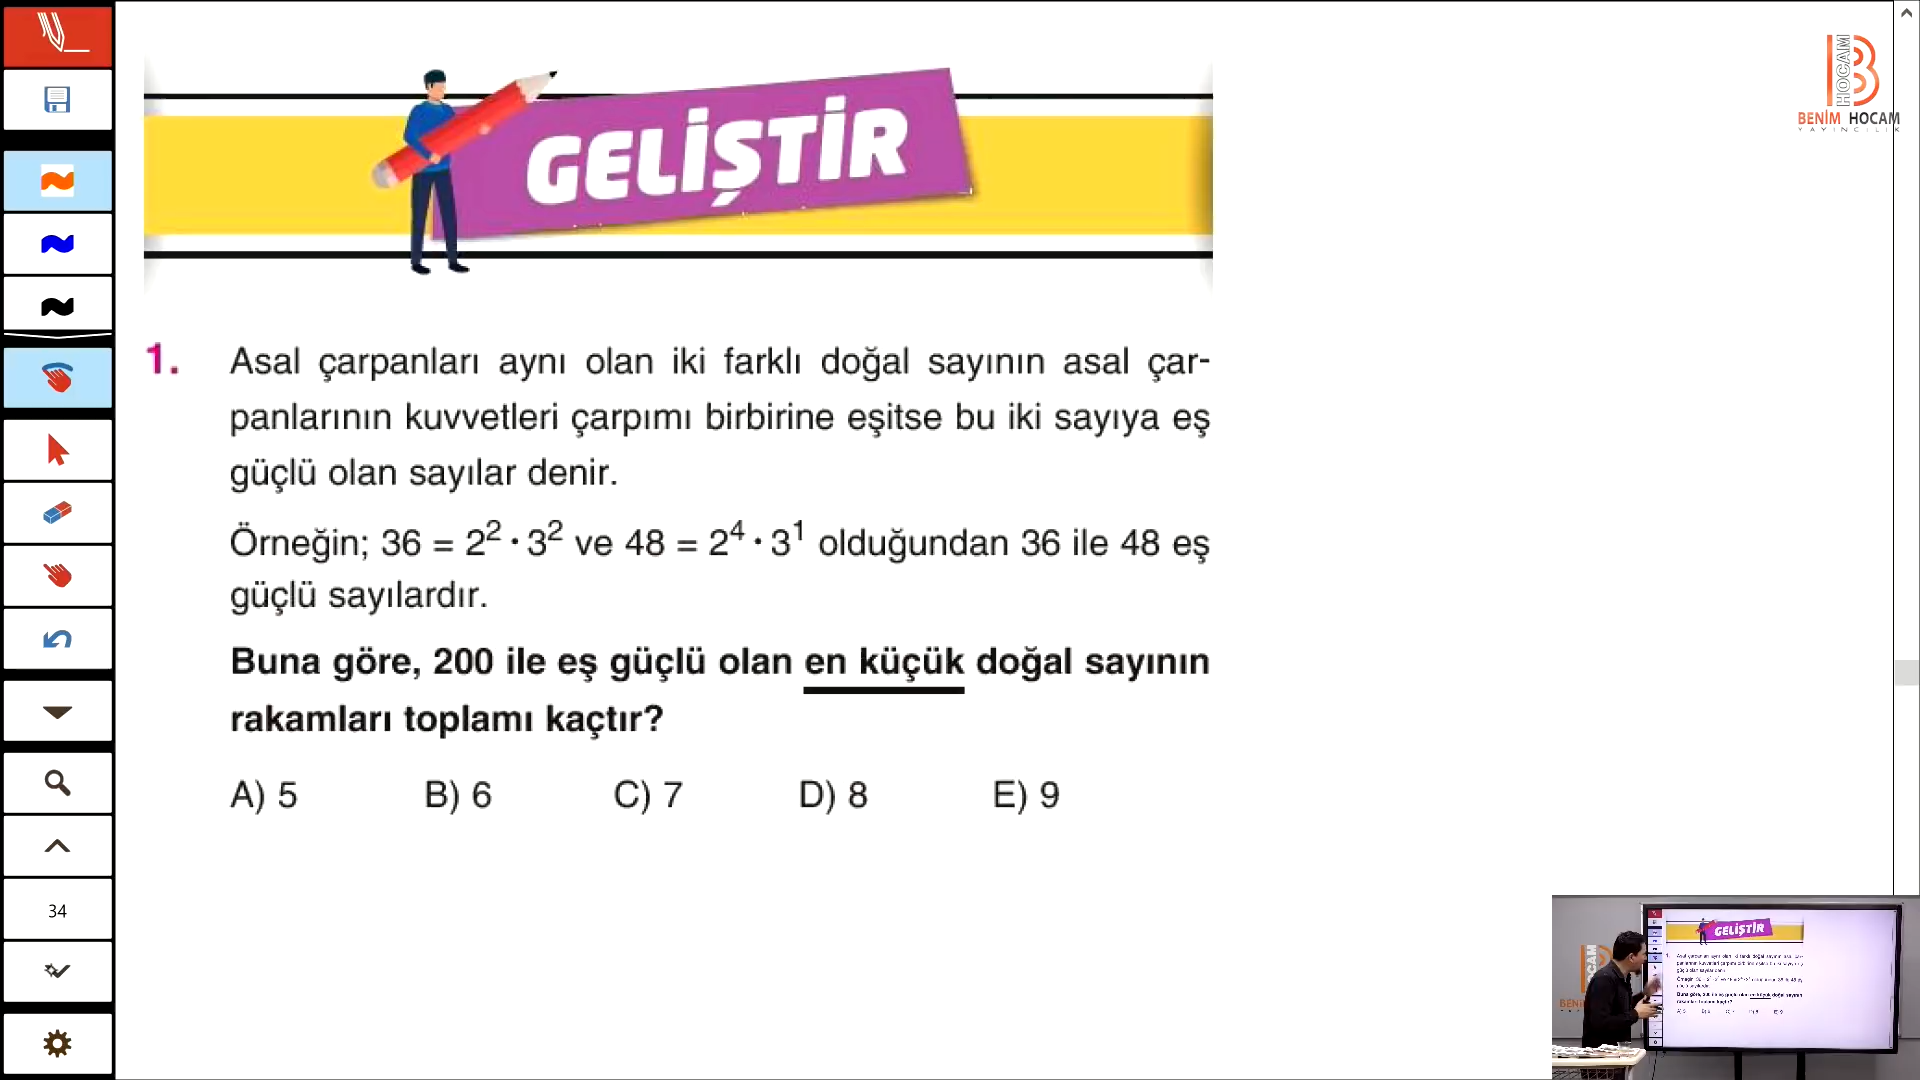 HOCAM
BENİM HOCAM
YAYINCILIK
GELİŞTİR
1. Asal çarpanları aynı olan iki farklı doğal sayının asal çar-
panlarının kuvvetleri çarpımı birbirine eşitse bu iki sayıya eş
güçlü olan sayılar denir.
Örneğin; 36 = 2² · 3² ve 48 = 2⁴ · 3¹ olduğundan 36 ile 48 eş
güçlü sayılardır.
Buna göre, 200 ile eş güçlü olan en küçük doğal sayının
rakamları toplamı kaçtır?
A) 5 B) 6 C) 7 D) 8 E) 9
34
GELİŞTİR